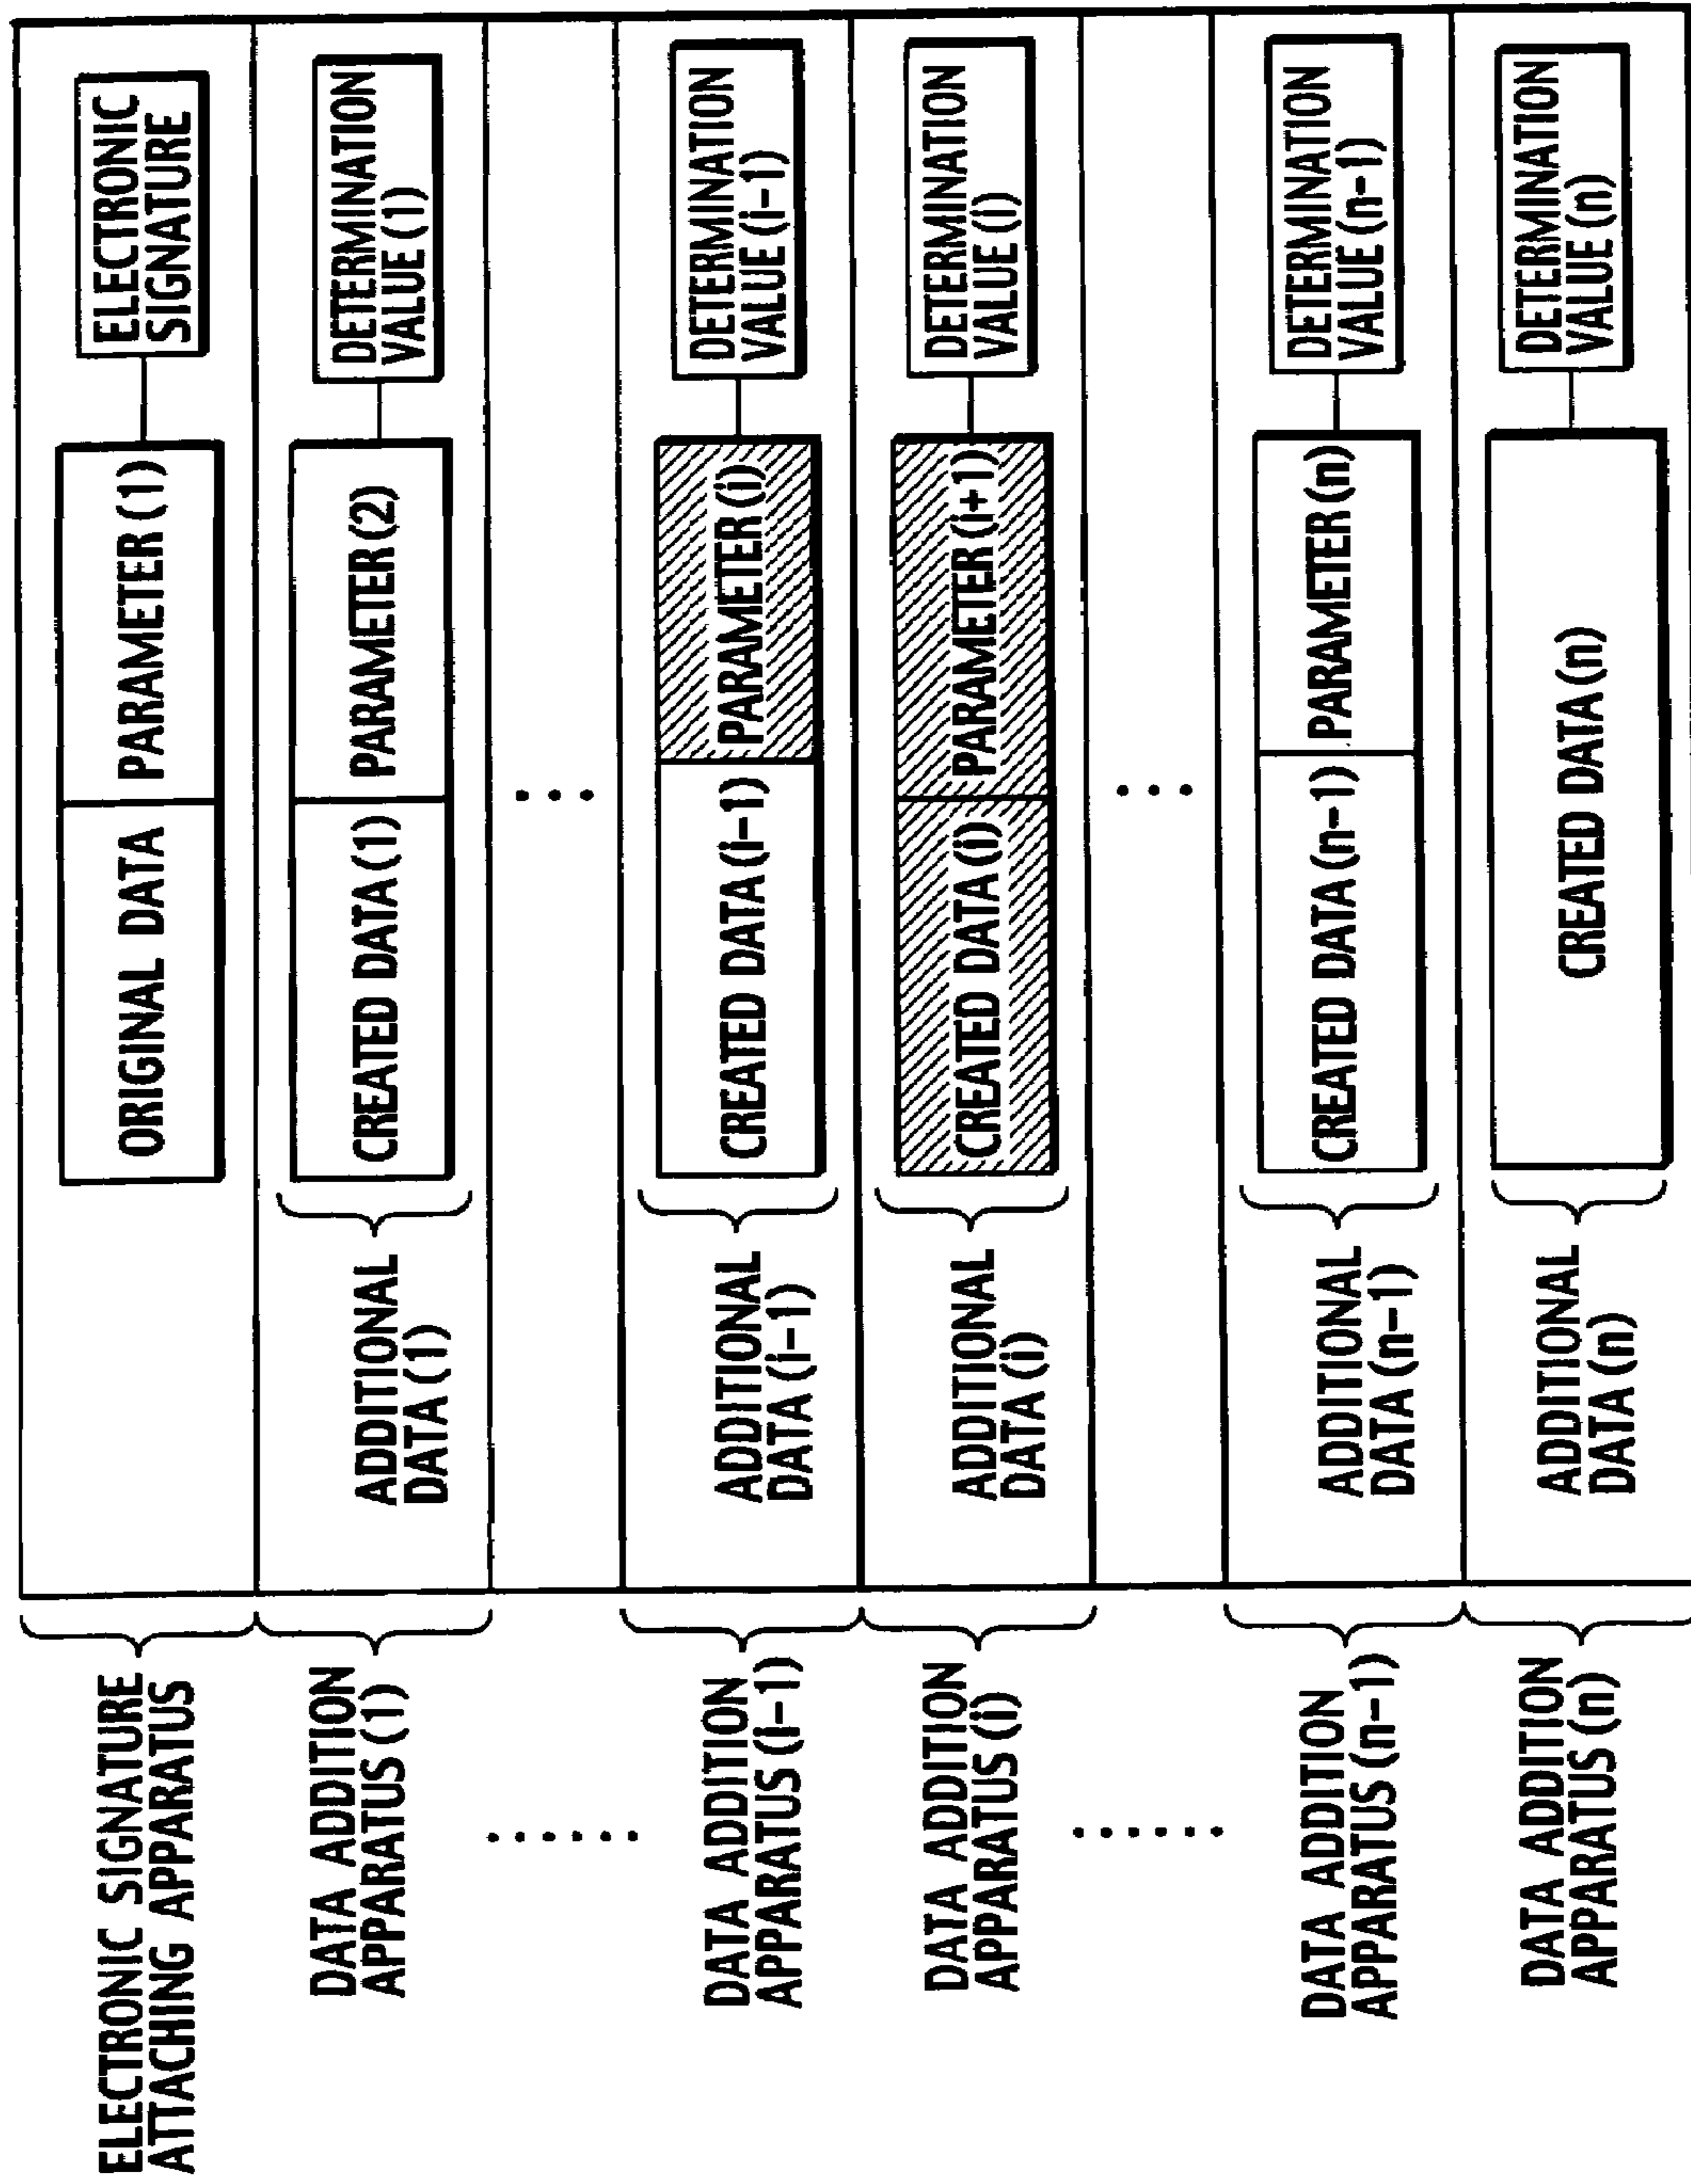 ELECTRONIC SIGNATURE
ATTACHING APPARATUS
ORIGINAL DATA
PARAMETER (1)
ELECTRONIC
SIGNATURE
DATA ADDITION
APPARATUS (1)
ADDITIONAL
DATA (1)
CREATED DATA (1)
PARAMETER (2)
DETERMINATION
VALUE (1)
DATA ADDITION
APPARATUS (i-1)
ADDITIONAL
DATA (i-1)
CREATED DATA (i-1)
PARAMETER (i)
DETERMINATION
VALUE (i-1)
DATA ADDITION
APPARATUS (i)
ADDITIONAL
DATA (i)
CREATED DATA (i)
PARAMETER (i+1)
DETERMINATION
VALUE (i)
DATA ADDITION
APPARATUS (n-1)
ADDITIONAL
DATA (n-1)
CREATED DATA (n-1)
PARAMETER (n)
DETERMINATION
VALUE (n-1)
DATA ADDITION
APPARATUS (n)
ADDITIONAL
DATA (n)
CREATED DATA (n)
DETERMINATION
VALUE (n)